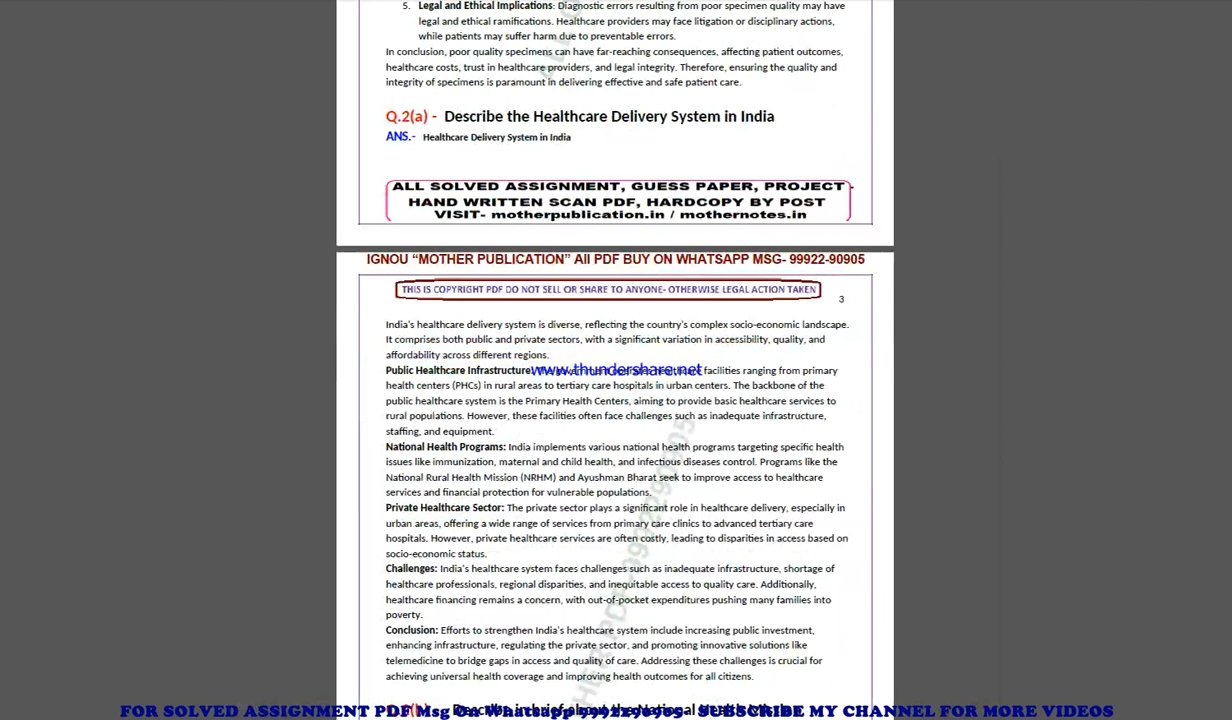 5. Legal and Ethical Implications: Diagnostic errors resulting from poor specimen quality may have
legal and ethical ramifications. Healthcare providers may face litigation or disciplinary actions,
while patients may suffer harm due to preventable errors.
In conclusion, poor quality specimens can have far-reaching consequences, affecting patient outcomes,
healthcare costs, trust in healthcare providers, and legal integrity. Therefore, ensuring the quality and
integrity of specimens is paramount in delivering effective and safe patient care.
Q.2(a) - Describe the Healthcare Delivery System in India
ANS.- Healthcare Delivery System in India
ALL SOLVED ASSIGNMENT, GUESS PAPER, PROJECT -
HAND WRITTEN SCAN PDF, HARDCOPY BY POST
VISIT- motherpublication.in / mothernotes.in
IGNOU “MOTHER PUBLICATION” All PDF BUY ON WHATSAPP MSG- 99922-90905
THIS IS COPYRIGHT PDF DO NOT SELL OR SHARE TO ANYONE- OTHERWISE LEGAL ACTION TAKEN
3
India's healthcare delivery system is diverse, reflecting the country's complex socio-economic landscape.
It comprises both public and private sectors, with a significant variation in accessibility, quality, and
affordability across different regions.
Public Healthcare Infrastructure: facilities ranging from primary
www.thundershare.net
health centers (PHCs) in rural areas to tertiary care hospitals in urban centers. The backbone of the
public healthcare system is the Primary Health Centers, aiming to provide basic healthcare services to
rural populations. However, these facilities often face challenges such as inadequate infrastructure,
staffing, and equipment.
National Health Programs: India implements various national health programs targeting specific health
issues like immunization, maternal and child health, and infectious diseases control. Programs like the
National Rural Health Mission (NRHM) and Ayushman Bharat seek to improve access to healthcare
services and financial protection for vulnerable populations.
Private Healthcare Sector: The private sector plays a significant role in healthcare delivery, especially in
urban areas, offering a wide range of services from primary care clinics to advanced tertiary care
hospitals. However, private healthcare services are often costly, leading to disparities in access based on
socio-economic status.
Challenges: India's healthcare system faces challenges such as inadequate infrastructure, shortage of
healthcare professionals, regional disparities, and inequitable access to quality care. Additionally,
healthcare financing remains a concern, with out-of-pocket expenditures pushing many families into
poverty.
Conclusion: Efforts to strengthen India's healthcare system include increasing public investment,
enhancing infrastructure, regulating the private sector, and promoting innovative solutions like
telemedicine to bridge gaps in access and quality of care. Addressing these challenges is crucial for
achieving universal health coverage and improving health outcomes for all citizens.
Describe in brief about the National Health
FOR SOLVED ASSIGNMENT PDF Msg On Whatsapp 9992290905- SUBSCRIBE MY CHANNEL FOR MORE VIDEOS